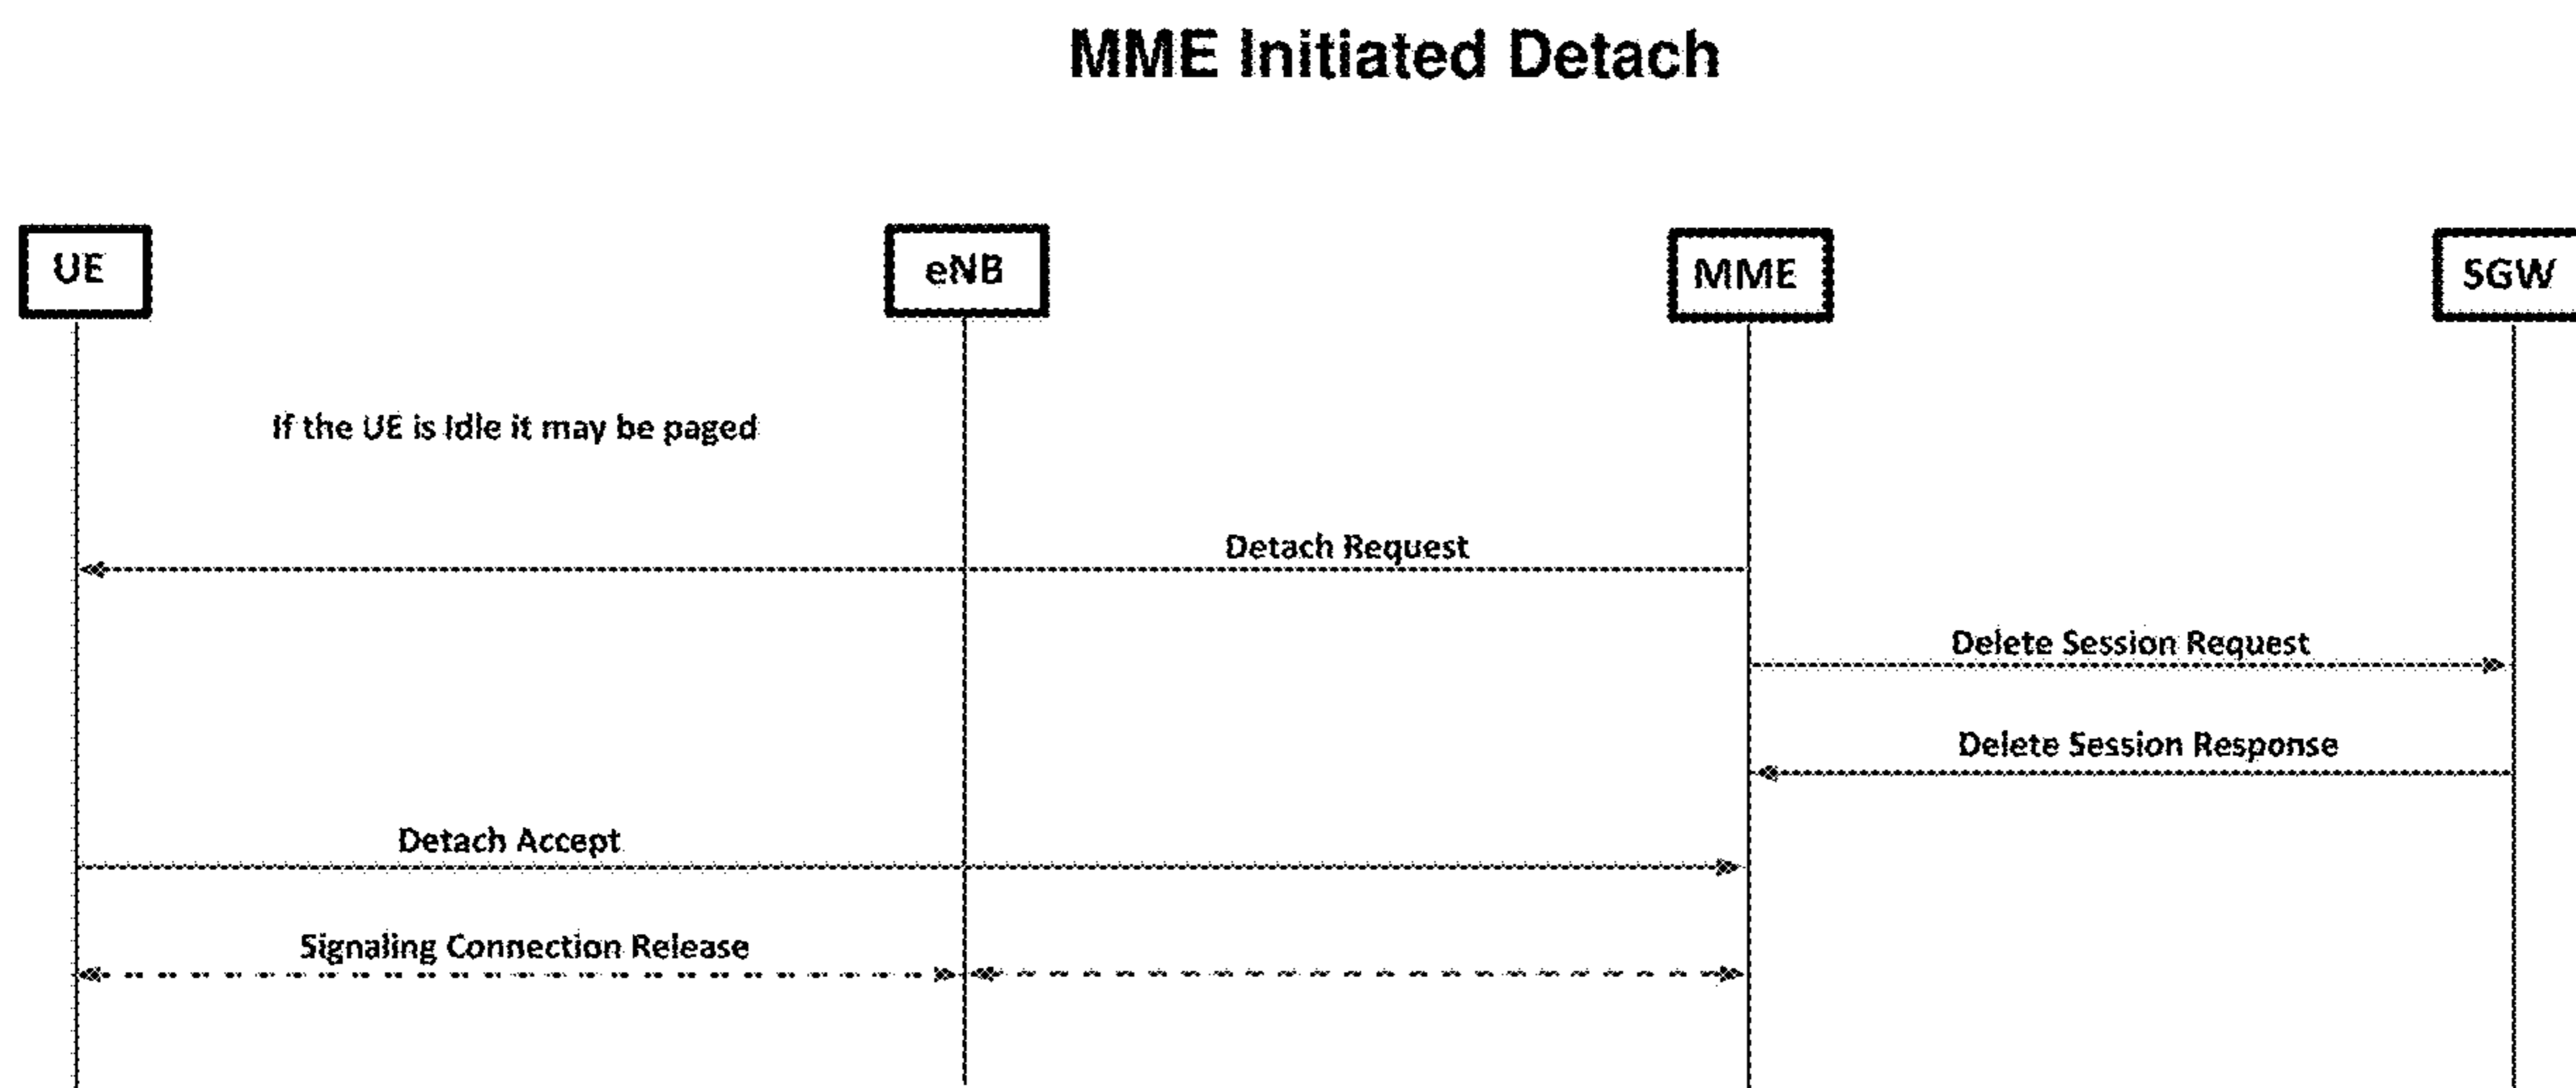 MME Initiated Detach
UE
eNB
MME
SGW
If the UE is Idle it may be paged
Detach Request
Delete Session Request
Delete Session Response
Detach Accept
Signaling Connection Release